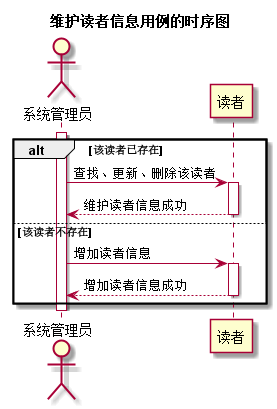 维护读者信息用例的时序图
系统管理员
读者
alt [该读者已存在]
查找、更新、删除该读者
维护读者信息成功
[该读者不存在]
增加读者信息
增加读者信息成功
系统管理员
读者